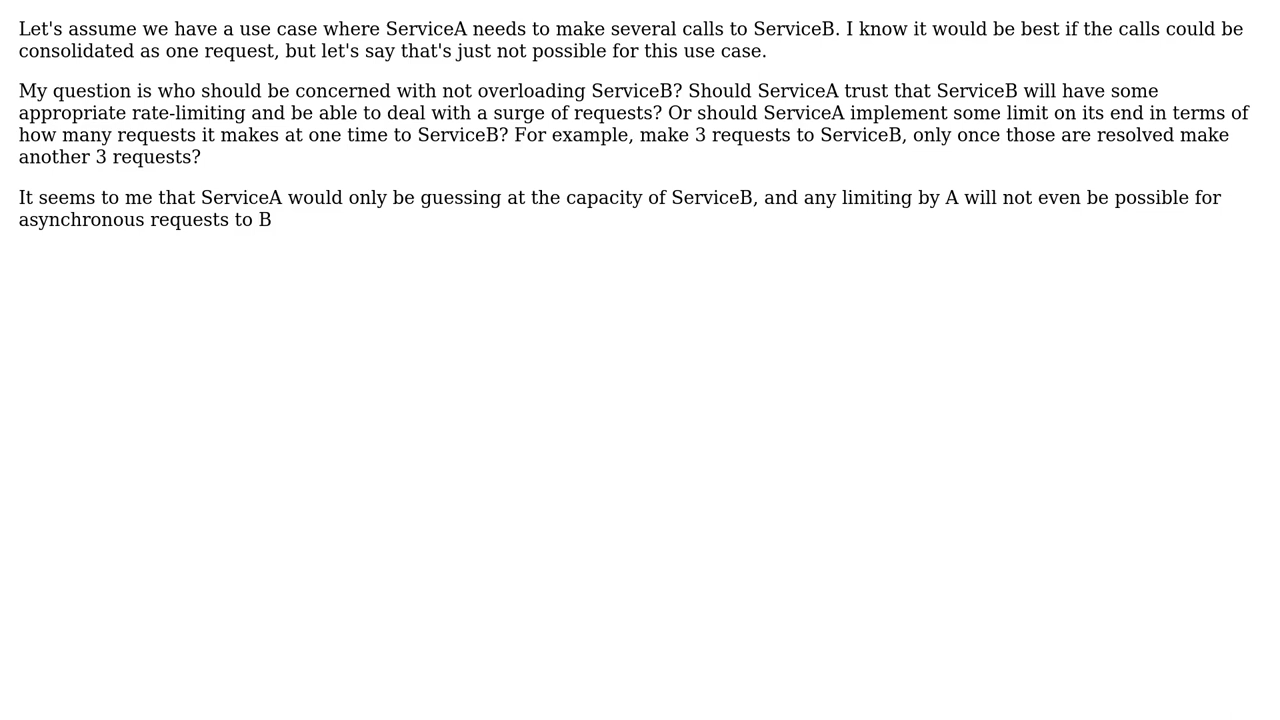 Let's assume we have a use case where ServiceA needs to make several calls to ServiceB. I know it would be best if the calls could be
consolidated as one request, but let's say that's just not possible for this use case.
My question is who should be concerned with not overloading ServiceB? Should ServiceA trust that ServiceB will have some
appropriate rate-limiting and be able to deal with a surge of requests? Or should ServiceA implement some limit on its end in terms of
how many requests it makes at one time to ServiceB? For example, make 3 requests to ServiceB, only once those are resolved make
another 3 requests?
It seems to me that ServiceA would only be guessing at the capacity of ServiceB, and any limiting by A will not even be possible for
asynchronous requests to B